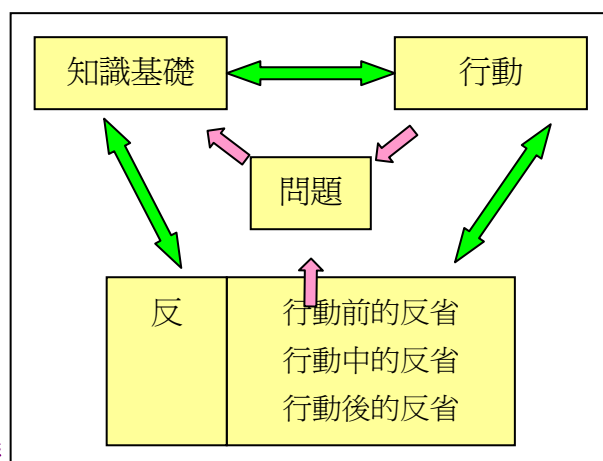 知識基礎
行動
問題
反
行動前的反省
行動中的反省
行動後的反省